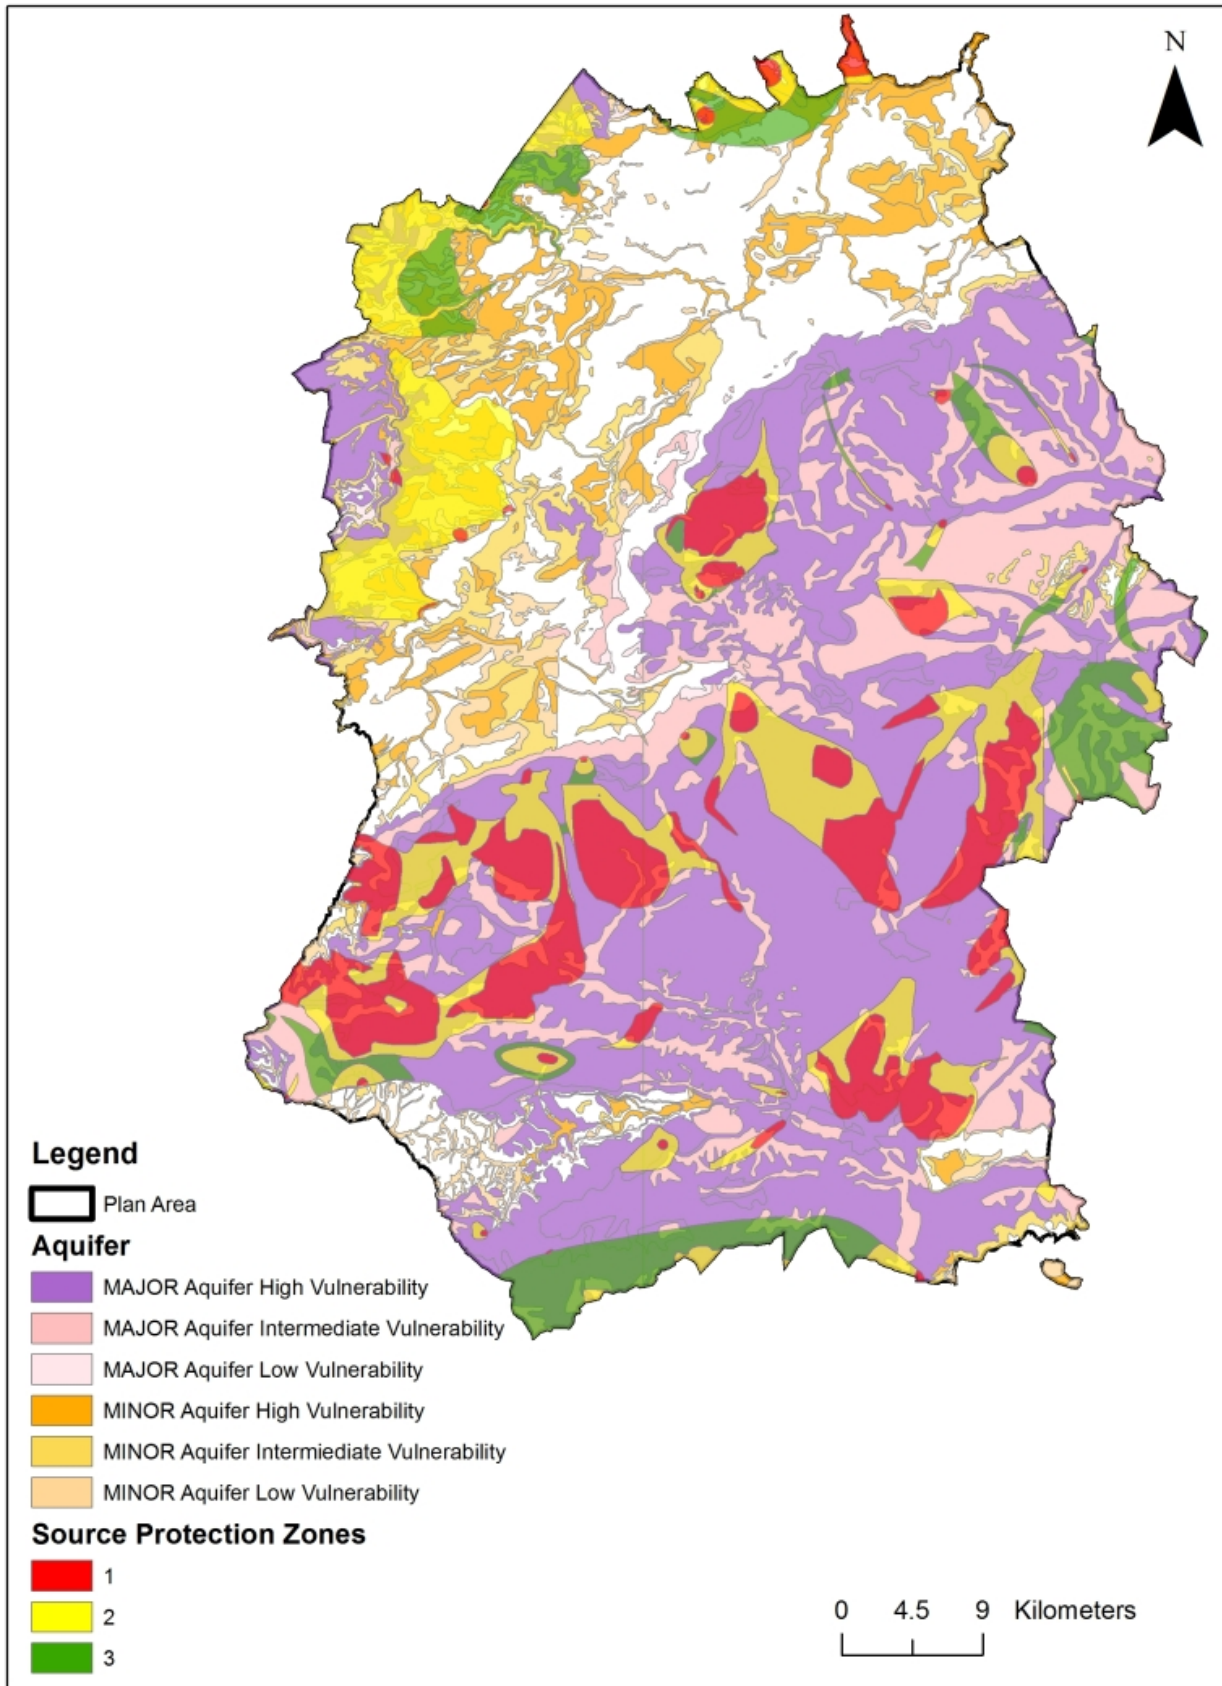 N
Legend
Plan Area
Aquifer
MAJOR Aquifer High Vulnerability
MAJOR Aquifer Intermediate Vulnerability
MAJOR Aquifer Low Vulnerability
MINOR Aquifer High Vulnerability
MINOR Aquifer Intermiediate Vulnerability
MINOR Aquifer Low Vulnerability
Source Protection Zones
1
2
3
0 4.5 9 Kilometers